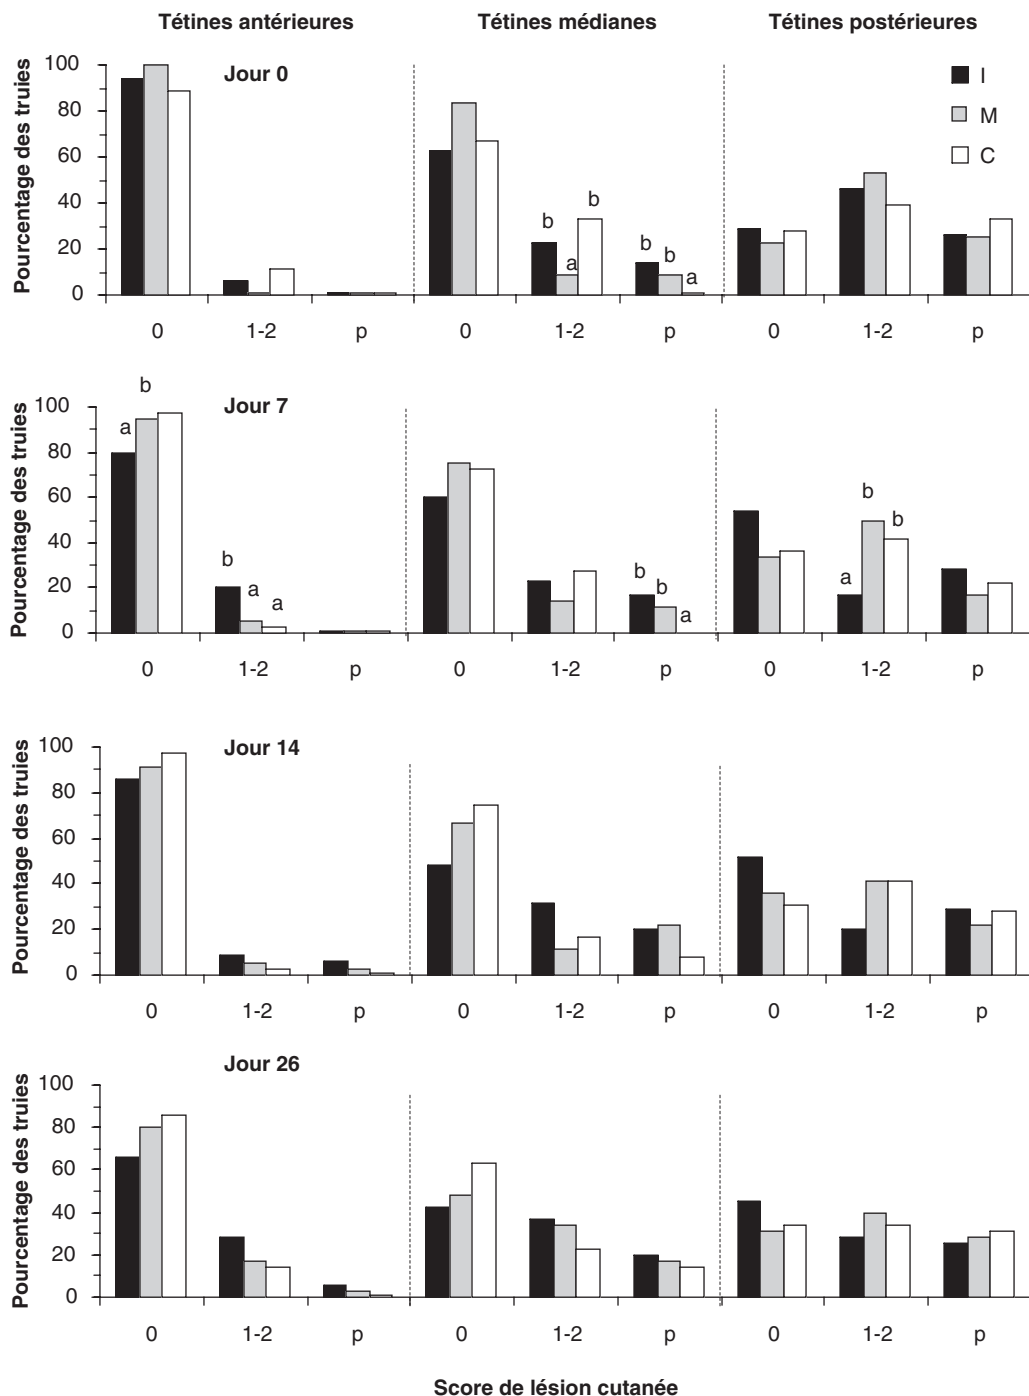 Tétines antérieures Tétines médianes Tétines postérieures
Pourcentage des truies
100
80
60
40
20
0
Jour 0
I
M
C
b
a
b
b
b
a
0 1-2 p 0 1-2 p 0 1-2 p
Pourcentage des truies
100
80
60
40
20
0
Jour 7
a
b
b
a
a
b
b
a
a
b
b
0 1-2 p 0 1-2 p 0 1-2 p
Pourcentage des truies
100
80
60
40
20
0
Jour 14
0 1-2 p 0 1-2 p 0 1-2 p
Pourcentage des truies
100
80
60
40
20
0
Jour 26
0 1-2 p 0 1-2 p 0 1-2 p
Score de lésion cutanée